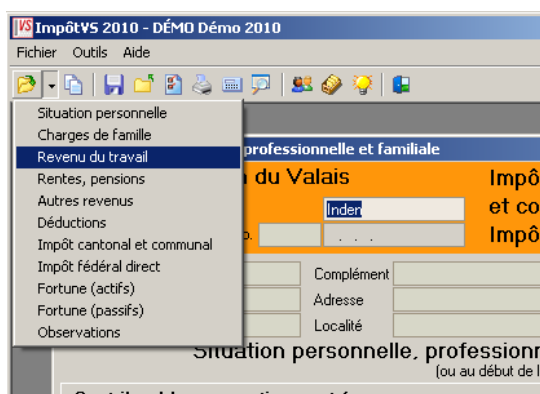 VS ImpôtVS 2010 - DÉMO Démo 2010
Fichier Outils Aide
Situation personnelle
Charges de famille
Revenu du travail
Rentes, pensions
Autres revenus
Déductions
Impôt cantonal et communal
Impôt fédéral direct
Fortune (actifs)
Fortune (passifs)
Observations
professionnelle et familiale
du Valais
Impô
Inden
et co
. . .
Impô
Complément
Adresse
Localité
Situation personnelle, professionn
(ou au début de l